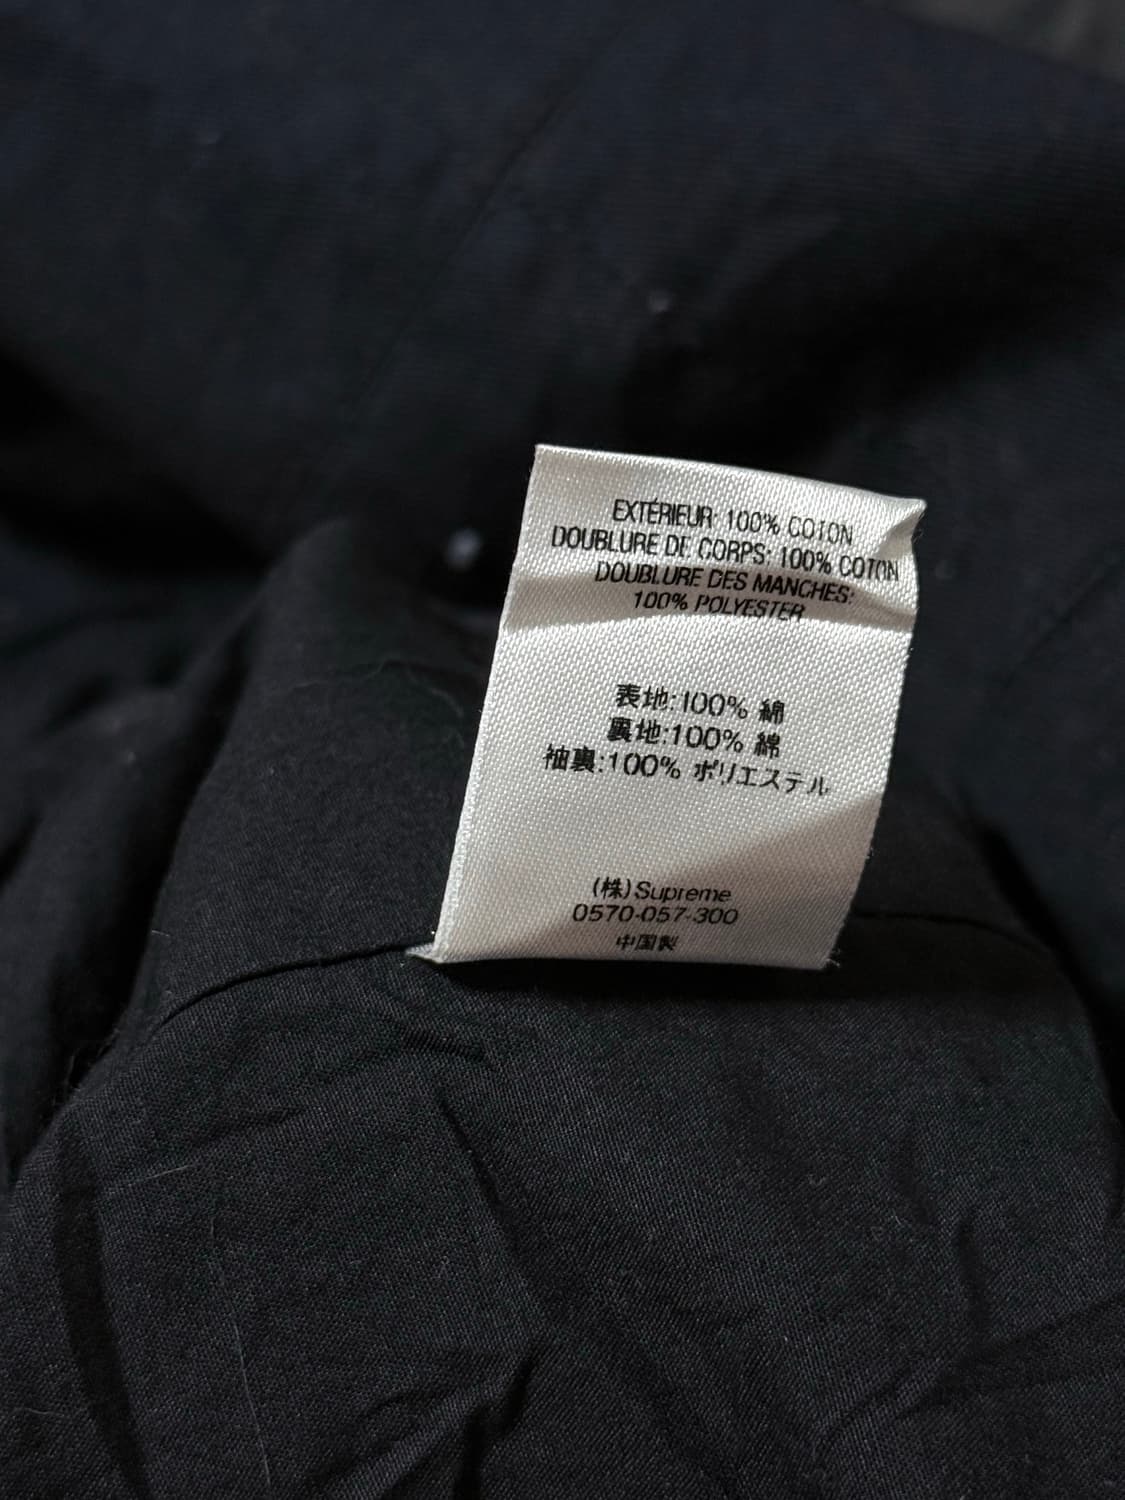 EXTÉRIEUR: 100% COTON
DOUBLURE DE CORPS: 100% COTON
DOUBLURE DES MANCHES:
100% POLYESTER
表地:100% 綿
裏地:100% 綿
袖裏:100% ポリエステル
(株)Supreme
0570-057-300
中国製